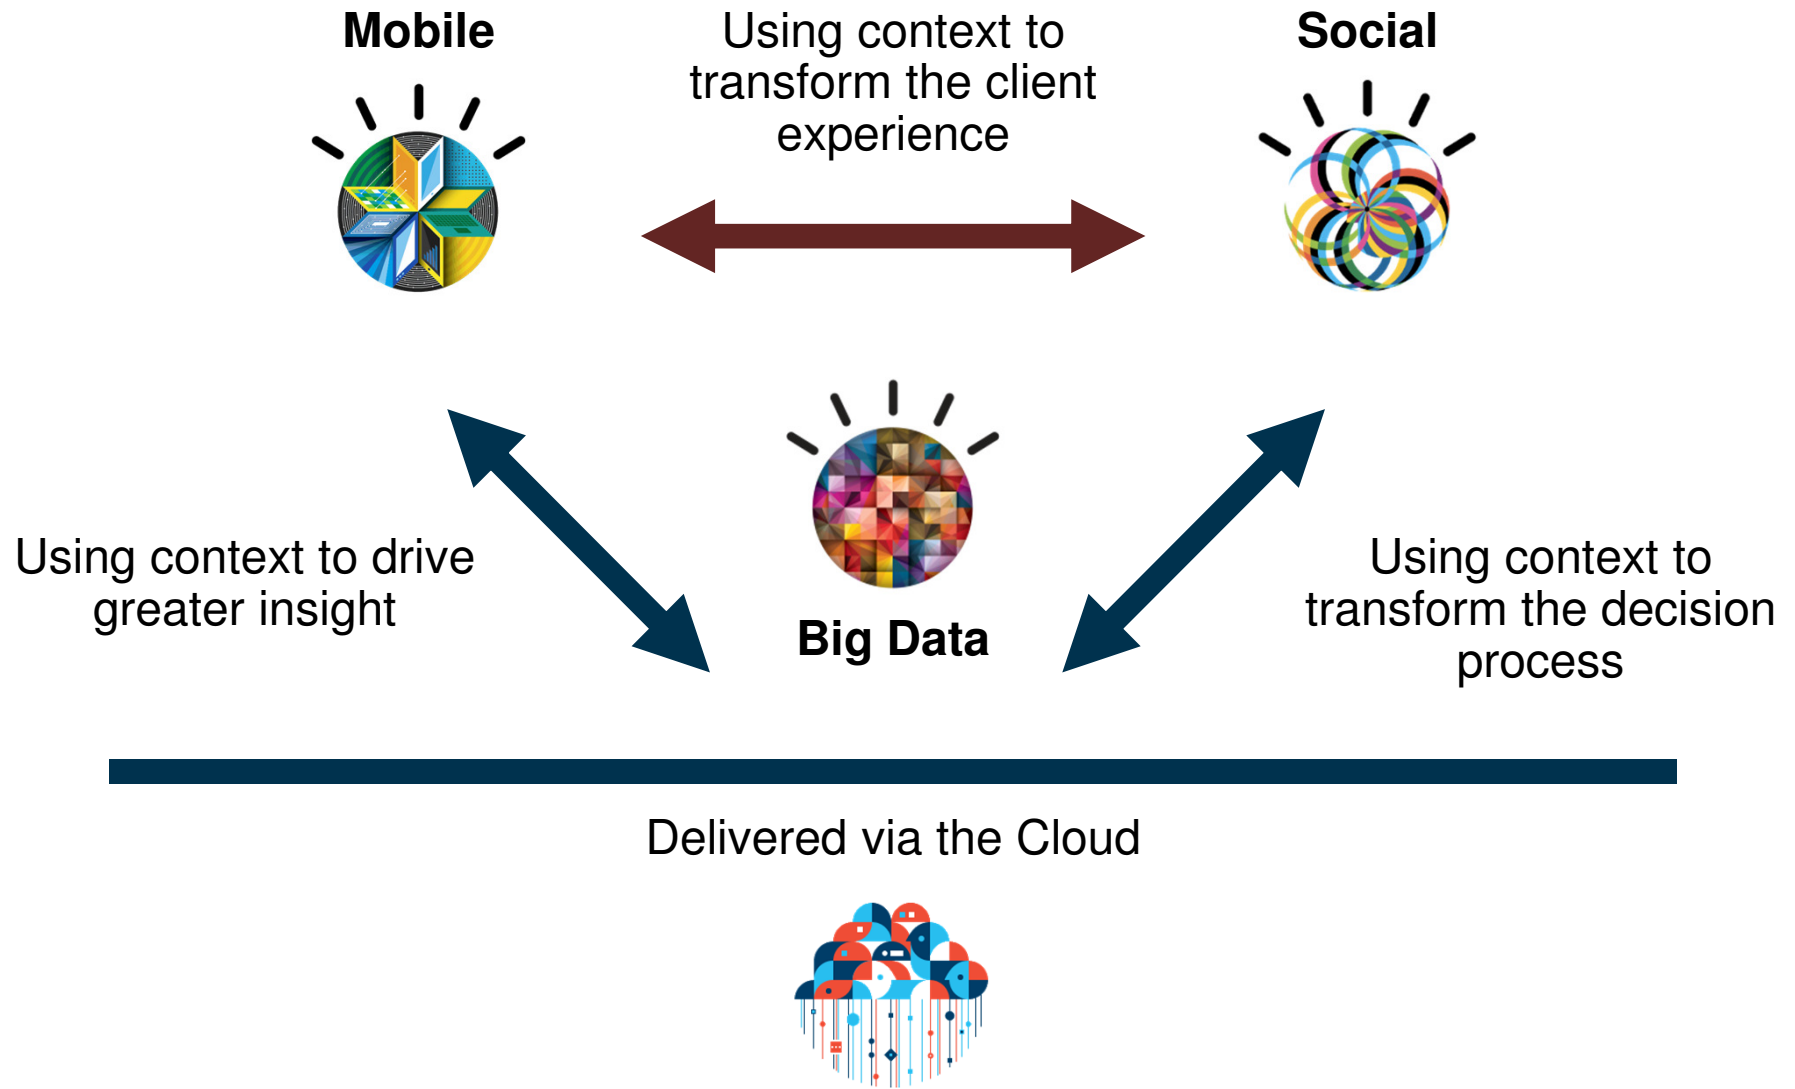 Mobile
Using context to
transform the client
experience
Social
Using context to drive
greater insight
Big Data
Using context to
transform the decision
process
Delivered via the Cloud